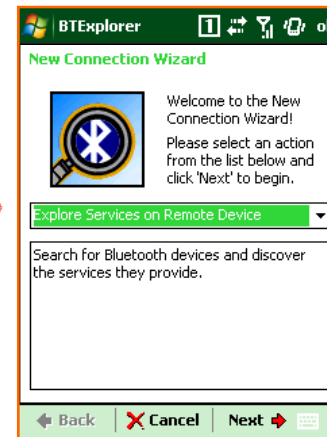 BTExplorer 1
New Connection Wizard
Welcome to the New
Connection Wizard!
Please select an action
from the list below and
click 'Next' to begin.
Explore Services on Remote Device
Search for Bluetooth devices and discover
the services they provide.
Back Cancel Next